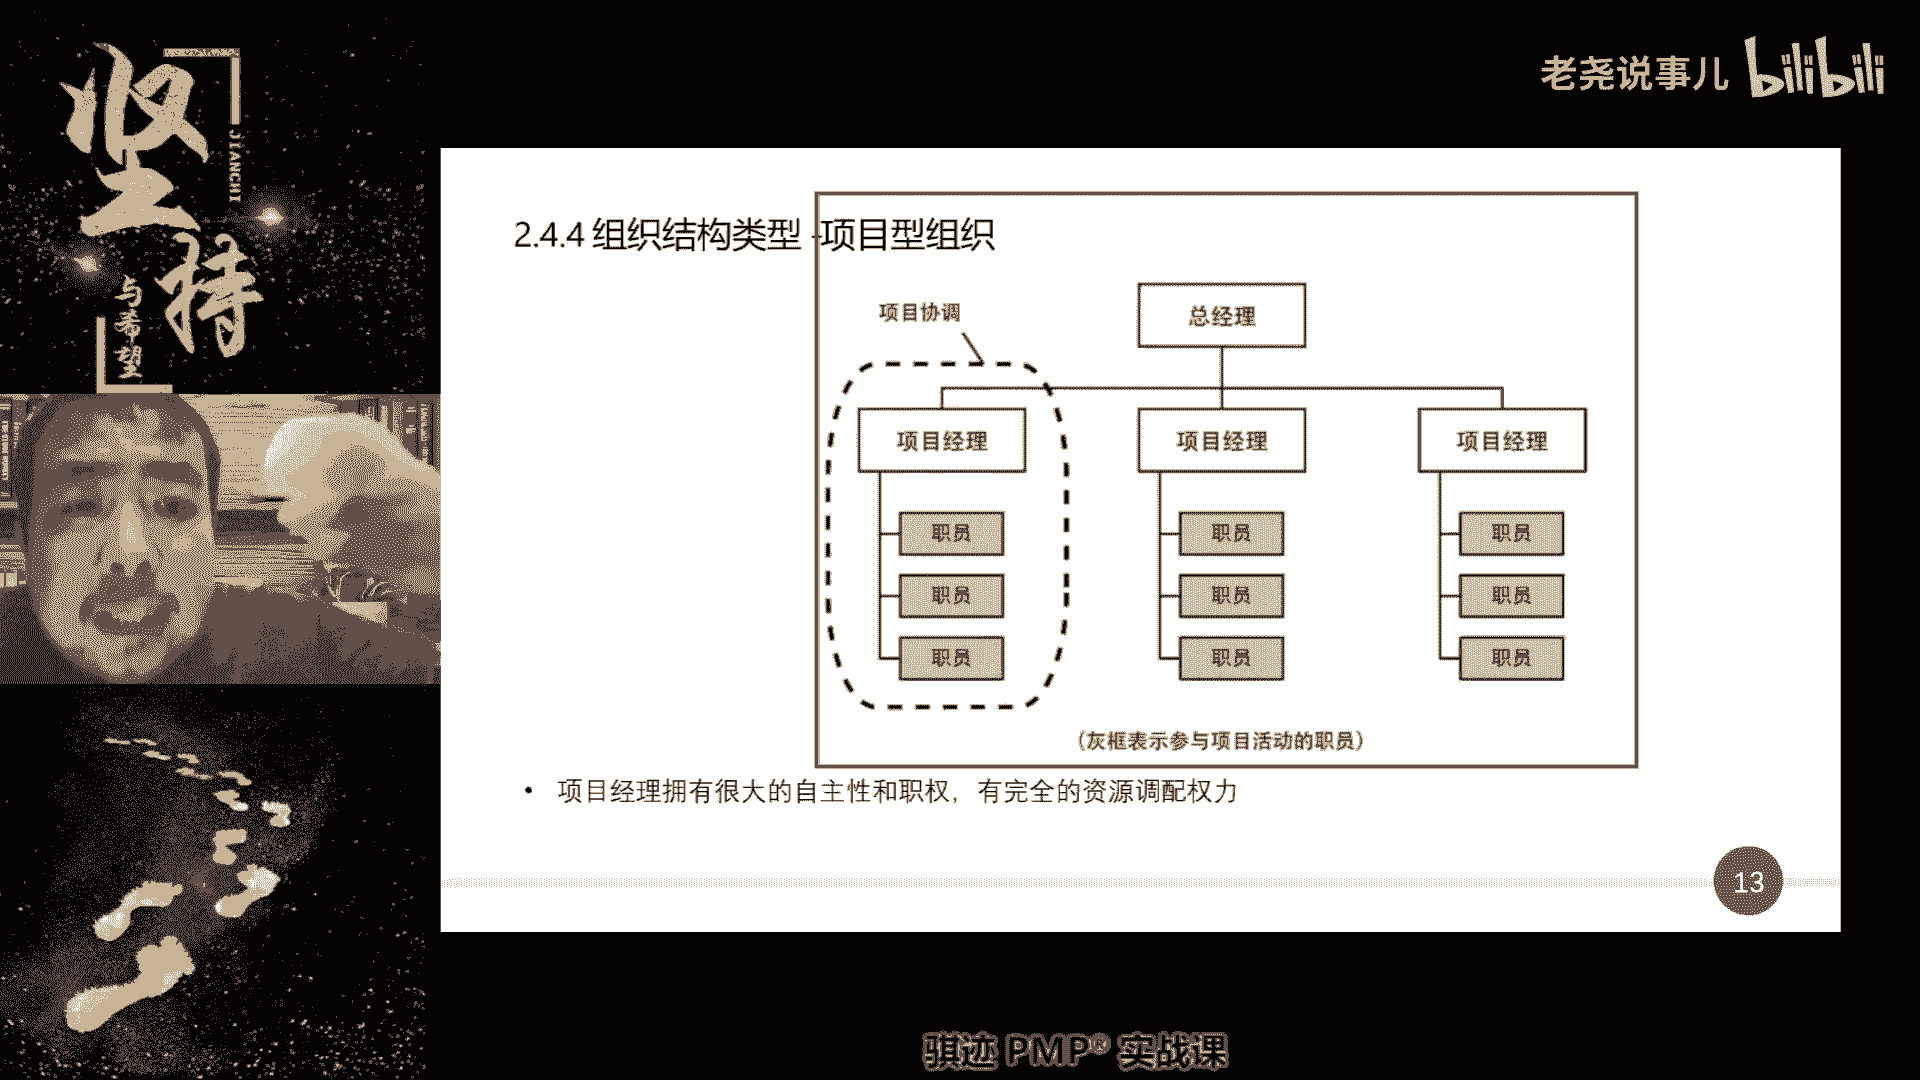 坚持
JIANCHI
与希望
老尧说事儿 bilibili
2.4.4 组织结构类型 -项目型组织
项目协调
总经理
项目经理 项目经理 项目经理
职员 职员 职员
职员 职员 职员
职员 职员 职员
(灰框表示参与项目活动的职员)
• 项目经理拥有很大的自主性和职权，有完全的资源调配权力
13
骐迹 PMP® 实战课